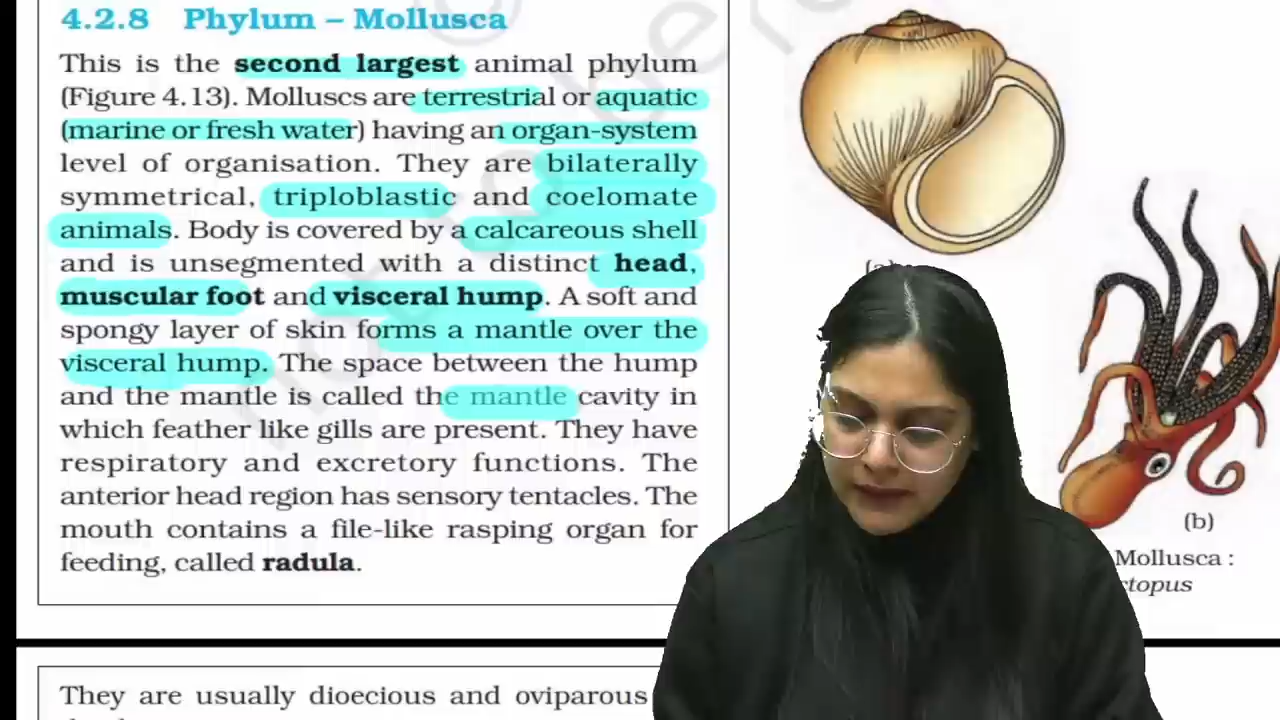 4.2.8 Phylum – Mollusca
This is the second largest animal phylum
(Figure 4.13). Molluscs are terrestrial or aquatic
(marine or fresh water) having an organ-system
level of organisation. They are bilaterally
symmetrical, triploblastic and coelomate
animals. Body is covered by a calcareous shell
and is unsegmented with a distinct head,
muscular foot and visceral hump. A soft and
spongy layer of skin forms a mantle over the
visceral hump. The space between the hump
and the mantle is called the mantle cavity in
which feather like gills are present. They have
respiratory and excretory functions. The
anterior head region has sensory tentacles. The
mouth contains a file-like rasping organ for
feeding, called radula.
They are usually dioecious and oviparous
(b)
Mollusca :
ctopus